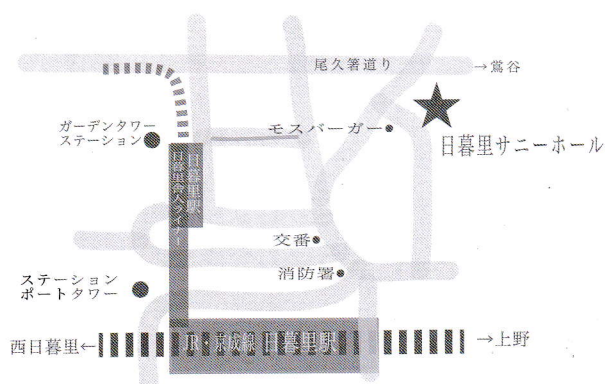 尾久箸道り
→鴬谷
ガーデンタワー
ステーション
モスバーガー
日暮里サニーホール
日暮里駅
日暮里舎人ライナー
交番
消防署
ステーション
ポートタワー
西日暮里←
JR・京成線 日暮里駅
→上野